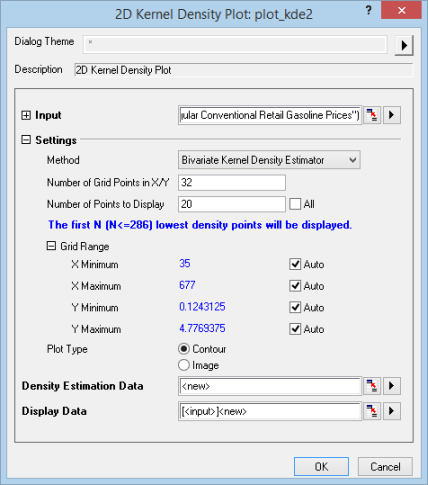 2D Kernel Density Plot: plot_kde2
Dialog Theme *
Description 2D Kernel Density Plot
Input gular Conventional Retail Gasoline Prices")
Settings
Method Bivariate Kernel Density Estimator
Number of Grid Points in X/Y 32
Number of Points to Display 20 All
The first N (N<=286) lowest density points will be displayed.
Grid Range
X Minimum 35 Auto
X Maximum 677 Auto
Y Minimum 0.1243125 Auto
Y Maximum 4.7769375 Auto
Plot Type Contour
Image
Density Estimation Data <new>
Display Data [<input>]<new>
OK Cancel